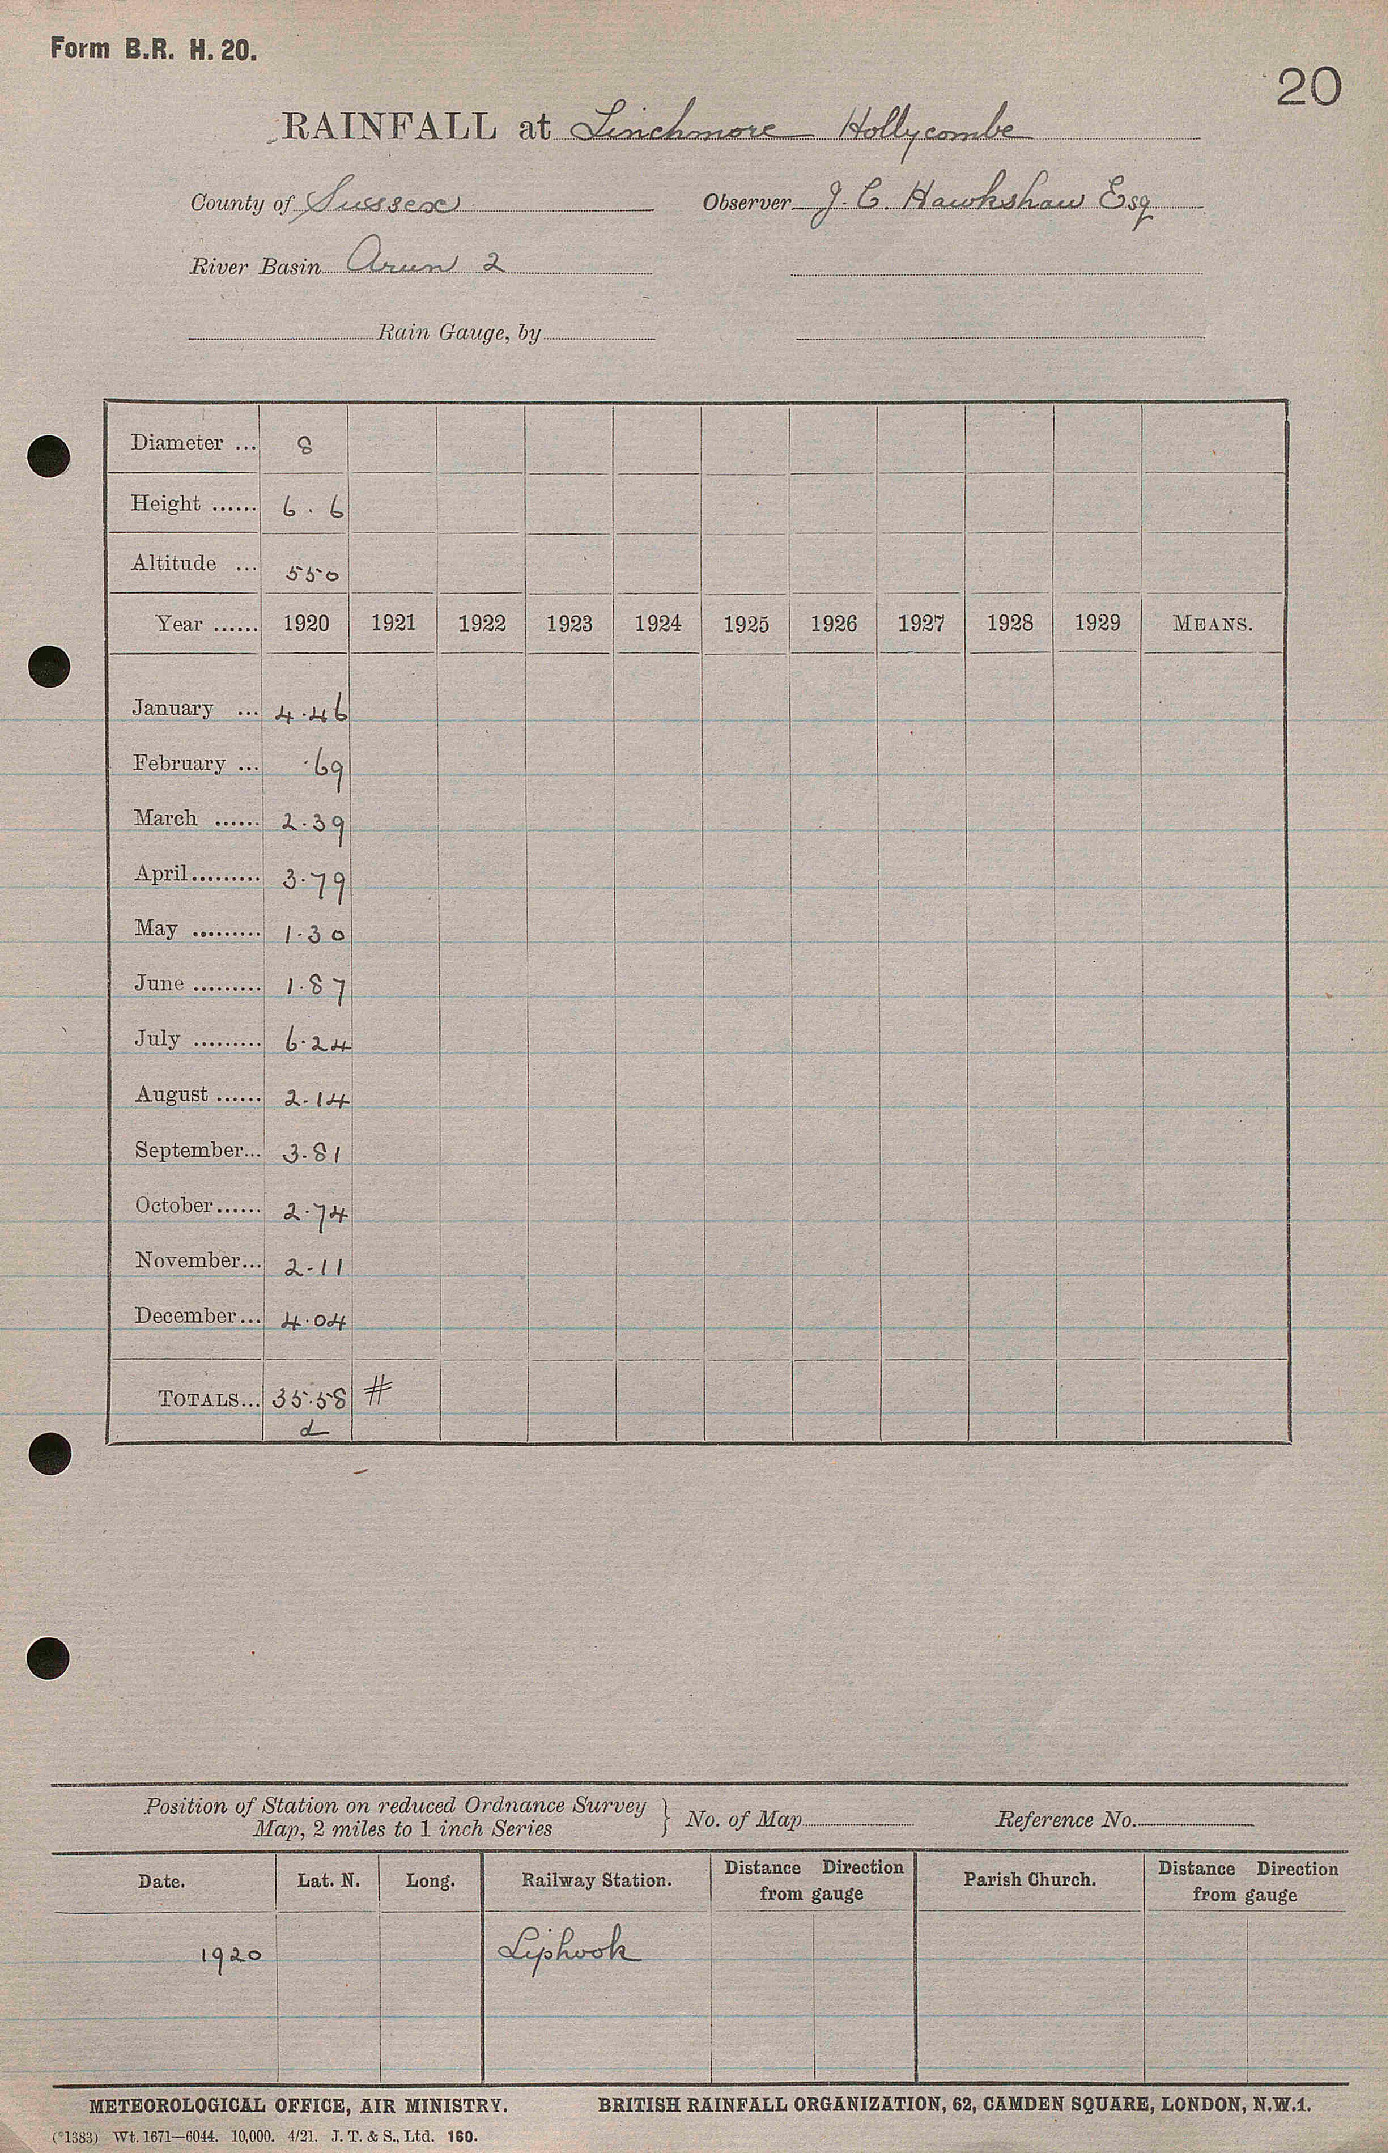 Form B.R. H. 20.
20
RAINFALL at Linchmore Hollycombe
County of Sussex Observer J. C. Hawkshaw Esq
River Basin Arun 2
Rain Gauge, by
Diameter ... 8
Height ...... 6 . 6
Altitude ... 550
Year ...... 1920 1921 1922 1923 1924 1925 1926 1927 1928 1929 MEANS.
January ... 4.46
February ... .69
March ...... 2.39
April ......... 3.79
May ......... 1.30
June ......... 1.87
July ......... 6.24
August ...... 2.14
September... 3.81
October ...... 2.74
November... 2.11
December... 4.04
TOTALS... 35.58 #
d
Position of Station on reduced Ordnance Survey
Map, 2 miles to 1 inch Series } No. of Map Reference No.
Date. Lat. N. Long. Railway Station. Distance Direction from gauge Parish Church. Distance Direction from gauge
1920 Liphook
METEOROLOGICAL OFFICE, AIR MINISTRY. BRITISH RAINFALL ORGANIZATION, 62, CAMDEN SQUARE, LONDON, N.W.1.
(*1383) Wt. 1671—6044. 10,000. 4/21. J. T. & S., Ltd. 160.